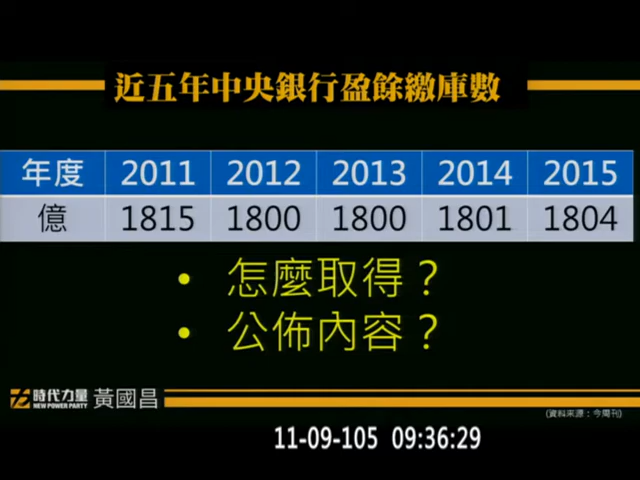 近五年中央銀行盈餘繳庫數
年度 2011 2012 2013 2014 2015
億 1815 1800 1800 1801 1804
• 怎麼取得？
• 公佈內容？
時代力量 黃國昌
NEW POWER PARTY
(資料來源：今周刊)
11-09-105 09:36:29